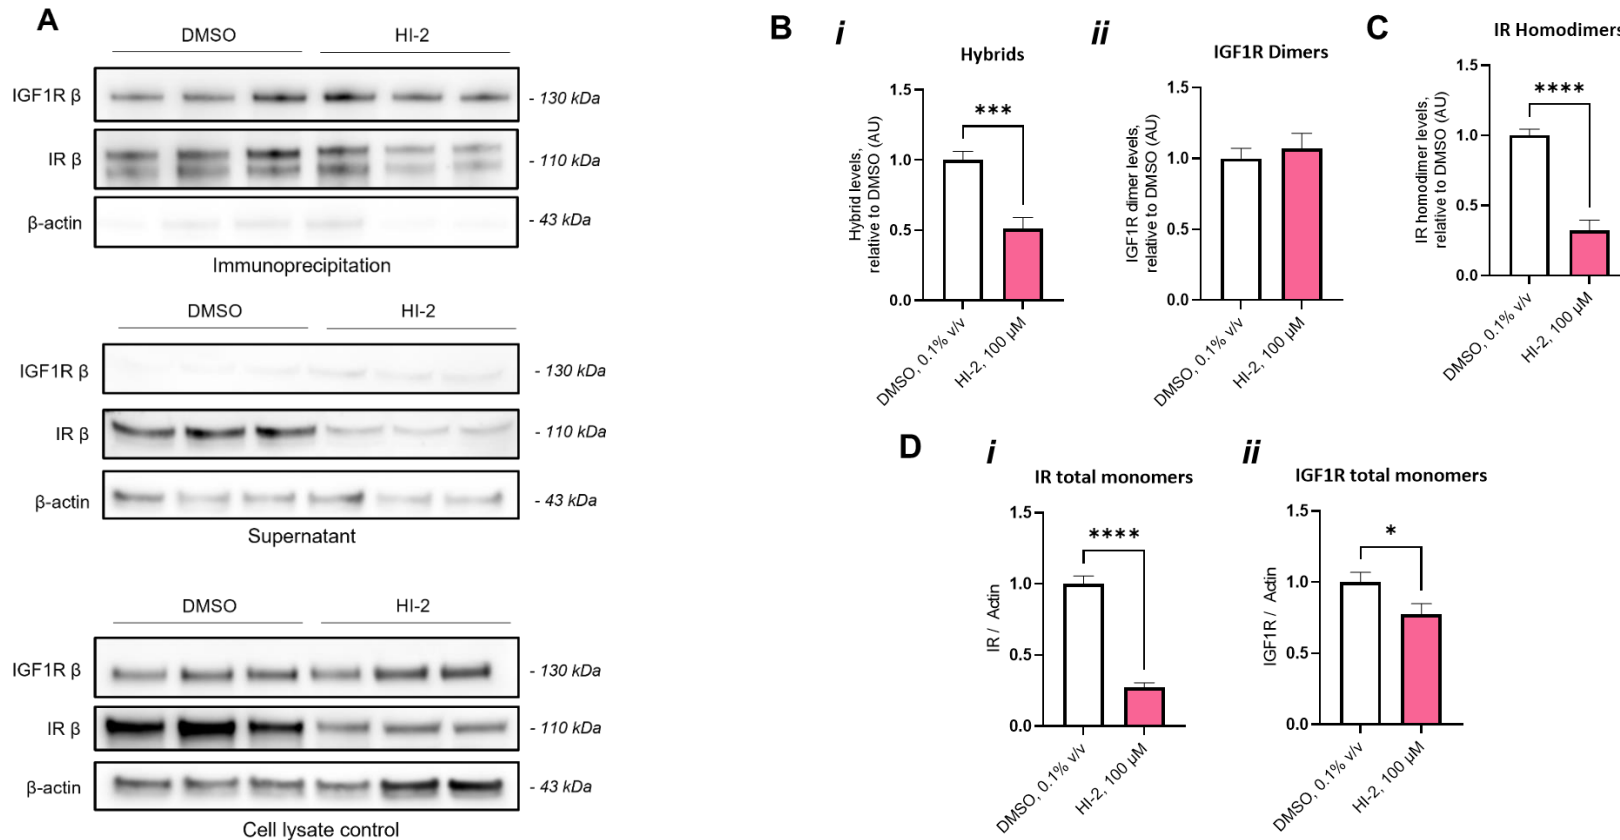 A
DMSO HI-2
IGF1R β - 130 kDa
IR β - 110 kDa
β-actin - 43 kDa
Immunoprecipitation
DMSO HI-2
IGF1R β - 130 kDa
IR β - 110 kDa
β-actin - 43 kDa
Supernatant
DMSO HI-2
IGF1R β - 130 kDa
IR β - 110 kDa
β-actin - 43 kDa
Cell lysate control
B
i
Hybrids
Hybrid levels,
relative to DMSO (AU)
1.5
1.0
0.5
0.0
***
DMSO, 0.1% v/v
HI-2, 100 µM
ii
IGF1R Dimers
IGF1R dimer levels,
relative to DMSO (AU)
1.5
1.0
0.5
0.0
DMSO, 0.1% v/v
HI-2, 100 µM
C
IR Homodimers
IR homodimer levels,
relative to DMSO (AU)
1.5
1.0
0.5
0.0
****
DMSO, 0.1% v/v
HI-2, 100 µM
D
i
IR total monomers
IR / Actin
1.5
1.0
0.5
0.0
****
DMSO, 0.1% v/v
HI-2, 100 µM
ii
IGF1R total monomers
IGF1R / Actin
1.5
1.0
0.5
0.0
*
DMSO, 0.1% v/v
HI-2, 100 µM